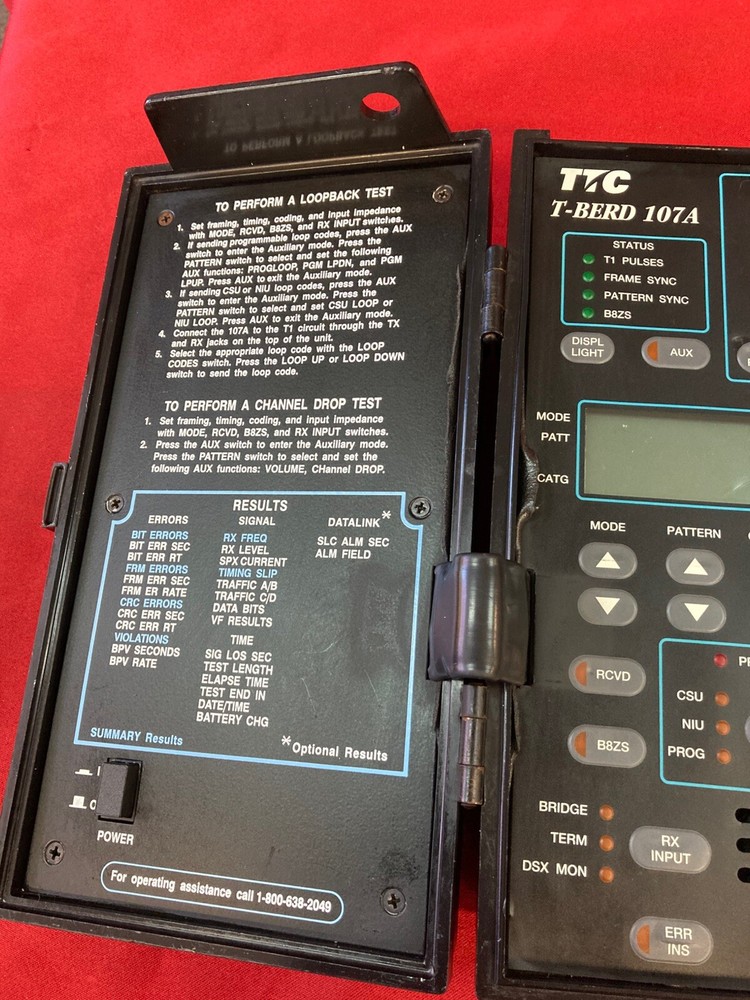 TO PERFORM A LOOPBACK TEST
TO PERFORM A LOOPBACK TEST
1. Set framing, timing, coding, and input impedance
with MODE, RCVD, B8ZS, and RX INPUT switches.
2. If sending programmable loop codes, press the AUX
switch to enter the Auxiliary mode. Press the
PATTERN switch to select and set the following
AUX functions: PROGLOOP, PGM LPDN, and PGM
LPUP. Press AUX to exit the Auxiliary mode.
3. If sending CSU or NIU loop codes, press the AUX
switch to enter the Auxiliary mode. Press the
PATTERN switch to select and set CSU LOOP or
NIU LOOP. Press AUX to exit the Auxiliary mode.
4. Connect the 107A to the T1 circuit through the TX
and RX jacks on the top of the unit.
5. Select the appropriate loop code with the LOOP
CODES switch. Press the LOOP UP or LOOP DOWN
switch to send the loop code.
TO PERFORM A CHANNEL DROP TEST
1. Set framing, timing, coding, and input impedance
with MODE, RCVD, B8ZS, and RX INPUT switches.
2. Press the AUX switch to enter the Auxiliary mode.
Press the PATTERN switch to select and set the
following AUX functions: VOLUME, CHannel DROP.
RESULTS
ERRORS
BIT ERRORS
BIT ERR SEC
BIT ERR RT
FRM ERRORS
FRM ERR SEC
FRM ER RATE
CRC ERRORS
CRC ERR SEC
CRC ERR RT
VIOLATIONS
BPV SECONDS
BPV RATE
SIGNAL
RX FREQ
RX LEVEL
SPX CURRENT
TIMING SLIP
TRAFFIC A/B
TRAFFIC C/D
DATA BITS
VF RESULTS
TIME
SIG LOS SEC
TEST LENGTH
ELAPSE TIME
TEST END IN
DATE/TIME
BATTERY CHG
DATALINK*
SLC ALM SEC
ALM FIELD
SUMMARY Results
*Optional Results
POWER
For operating assistance call 1-800-638-2049
TTC
T-BERD 107A
STATUS
T1 PULSES
FRAME SYNC
PATTERN SYNC
B8ZS
DISPL
LIGHT
AUX
MODE
PATT
CATG
MODE
PATTERN
RCVD
B8ZS
CSU
NIU
PROG
BRIDGE
TERM
DSX MON
RX
INPUT
ERR
INS